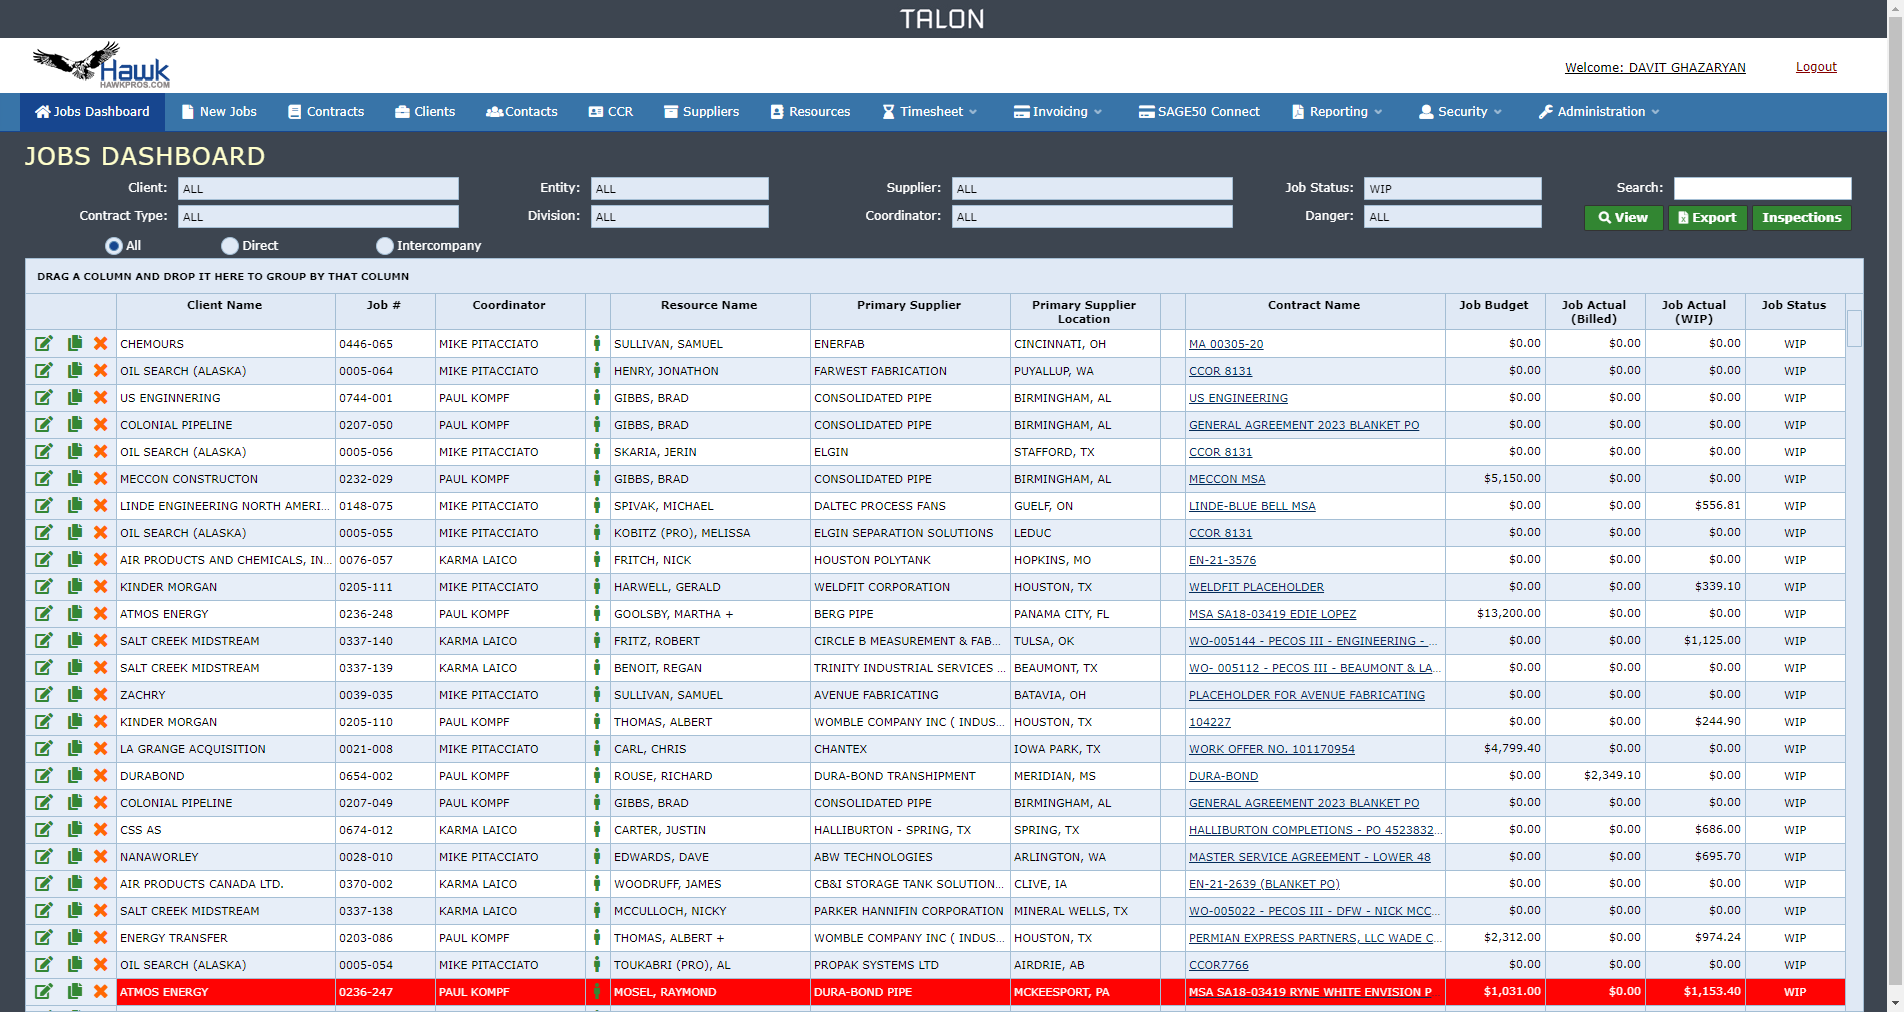 TALON
Hawk
HAWKPROS.COM
Welcome: DAVIT GHAZARYAN Logout
Jobs Dashboard New Jobs Contracts Clients Contacts CCR Suppliers Resources Timesheet Invoicing SAGE50 Connect Reporting Security Administration
JOBS DASHBOARD
Client: ALL Entity: ALL Supplier: ALL Job Status: WIP Search:
Contract Type: ALL Division: ALL Coordinator: ALL Danger: ALL View Export Inspections
All Direct Intercompany
DRAG A COLUMN AND DROP IT HERE TO GROUP BY THAT COLUMN
Client Name Job # Coordinator Resource Name Primary Supplier Primary Supplier Location Contract Name Job Budget Job Actual (Billed) Job Actual (WIP) Job Status
CHEMOURS 0446-065 MIKE PITACCIATO SULLIVAN, SAMUEL ENERFAB CINCINNATI, OH MA 00305-20 $0.00 $0.00 $0.00 WIP
OIL SEARCH (ALASKA) 0005-064 MIKE PITACCIATO HENRY, JONATHON FARWEST FABRICATION PUYALLUP, WA CCOR 8131 $0.00 $0.00 $0.00 WIP
US ENGINNERING 0744-001 PAUL KOMPF GIBBS, BRAD CONSOLIDATED PIPE BIRMINGHAM, AL US ENGINEERING $0.00 $0.00 $0.00 WIP
COLONIAL PIPELINE 0207-050 PAUL KOMPF GIBBS, BRAD CONSOLIDATED PIPE BIRMINGHAM, AL GENERAL AGREEMENT 2023 BLANKET PO $0.00 $0.00 $0.00 WIP
OIL SEARCH (ALASKA) 0005-056 MIKE PITACCIATO SKARIA, JERIN ELGIN STAFFORD, TX CCOR 8131 $0.00 $0.00 $0.00 WIP
MECCON CONSTRUCTON 0232-029 PAUL KOMPF GIBBS, BRAD CONSOLIDATED PIPE BIRMINGHAM, AL MECCON MSA $5,150.00 $0.00 $0.00 WIP
LINDE ENGINEERING NORTH AMERI... 0148-075 MIKE PITACCIATO SPIVAK, MICHAEL DALTEC PROCESS FANS GUELF, ON LINDE-BLUE BELL MSA $0.00 $0.00 $556.81 WIP
OIL SEARCH (ALASKA) 0005-055 MIKE PITACCIATO KOBITZ (PRO), MELISSA ELGIN SEPARATION SOLUTIONS LEDUC CCOR 8131 $0.00 $0.00 $0.00 WIP
AIR PRODUCTS AND CHEMICALS, IN... 0076-057 KARMA LAICO FRITCH, NICK HOUSTON POLYTANK HOPKINS, MO EN-21-3576 $0.00 $0.00 $0.00 WIP
KINDER MORGAN 0205-111 MIKE PITACCIATO HARWELL, GERALD WELDFIT CORPORATION HOUSTON, TX WELDFIT PLACEHOLDER $0.00 $0.00 $339.10 WIP
ATMOS ENERGY 0236-248 PAUL KOMPF GOOLSBY, MARTHA + BERG PIPE PANAMA CITY, FL MSA SA18-03419 EDIE LOPEZ $13,200.00 $0.00 $0.00 WIP
SALT CREEK MIDSTREAM 0337-140 KARMA LAICO FRITZ, ROBERT CIRCLE B MEASUREMENT & FAB... TULSA, OK WO-005144 - PECOS III - ENGINEERING - ... $0.00 $0.00 $1,125.00 WIP
SALT CREEK MIDSTREAM 0337-139 KARMA LAICO BENOIT, REGAN TRINITY INDUSTRIAL SERVICES ... BEAUMONT, TX WO- 005112 - PECOS III - BEAUMONT & LA... $0.00 $0.00 $0.00 WIP
ZACHRY 0039-035 MIKE PITACCIATO SULLIVAN, SAMUEL AVENUE FABRICATING BATAVIA, OH PLACEHOLDER FOR AVENUE FABRICATING $0.00 $0.00 $0.00 WIP
KINDER MORGAN 0205-110 PAUL KOMPF THOMAS, ALBERT WOMBLE COMPANY INC ( INDUS... HOUSTON, TX 104227 $0.00 $0.00 $244.90 WIP
LA GRANGE ACQUISITION 0021-008 MIKE PITACCIATO CARL, CHRIS CHANTEX IOWA PARK, TX WORK OFFER NO. 101170954 $4,799.40 $0.00 $0.00 WIP
DURABOND 0654-002 PAUL KOMPF ROUSE, RICHARD DURA-BOND TRANSHIPMENT MERIDIAN, MS DURA-BOND $0.00 $2,349.10 $0.00 WIP
COLONIAL PIPELINE 0207-049 PAUL KOMPF GIBBS, BRAD CONSOLIDATED PIPE BIRMINGHAM, AL GENERAL AGREEMENT 2023 BLANKET PO $0.00 $0.00 $0.00 WIP
CSS AS 0674-012 KARMA LAICO CARTER, JUSTIN HALLIBURTON - SPRING, TX SPRING, TX HALLIBURTON COMPLETIONS - PO 4523832... $0.00 $0.00 $686.00 WIP
NANAWORLEY 0028-010 MIKE PITACCIATO EDWARDS, DAVE ABW TECHNOLOGIES ARLINGTON, WA MASTER SERVICE AGREEMENT - LOWER 48 $0.00 $0.00 $695.70 WIP
AIR PRODUCTS CANADA LTD. 0370-002 KARMA LAICO WOODRUFF, JAMES CB&I STORAGE TANK SOLUTION... CLIVE, IA EN-21-2639 (BLANKET PO) $0.00 $0.00 $0.00 WIP
SALT CREEK MIDSTREAM 0337-138 KARMA LAICO MCCULLOCH, NICKY PARKER HANNIFIN CORPORATION MINERAL WELLS, TX WO-005022 - PECOS III - DFW - NICK MCC... $0.00 $0.00 $0.00 WIP
ENERGY TRANSFER 0203-086 PAUL KOMPF THOMAS, ALBERT + WOMBLE COMPANY INC ( INDUS... HOUSTON, TX PERMIAN EXPRESS PARTNERS, LLC WADE C... $2,312.00 $0.00 $974.24 WIP
OIL SEARCH (ALASKA) 0005-054 MIKE PITACCIATO TOUKABRI (PRO), AL PROPAK SYSTEMS LTD AIRDRIE, AB CCOR7766 $0.00 $0.00 $0.00 WIP
ATMOS ENERGY 0236-247 PAUL KOMPF MOSEL, RAYMOND DURA-BOND PIPE MCKEESPORT, PA MSA SA18-03419 RYNE WHITE ENVISION P $1,031.00 $0.00 $1,153.40 WIP